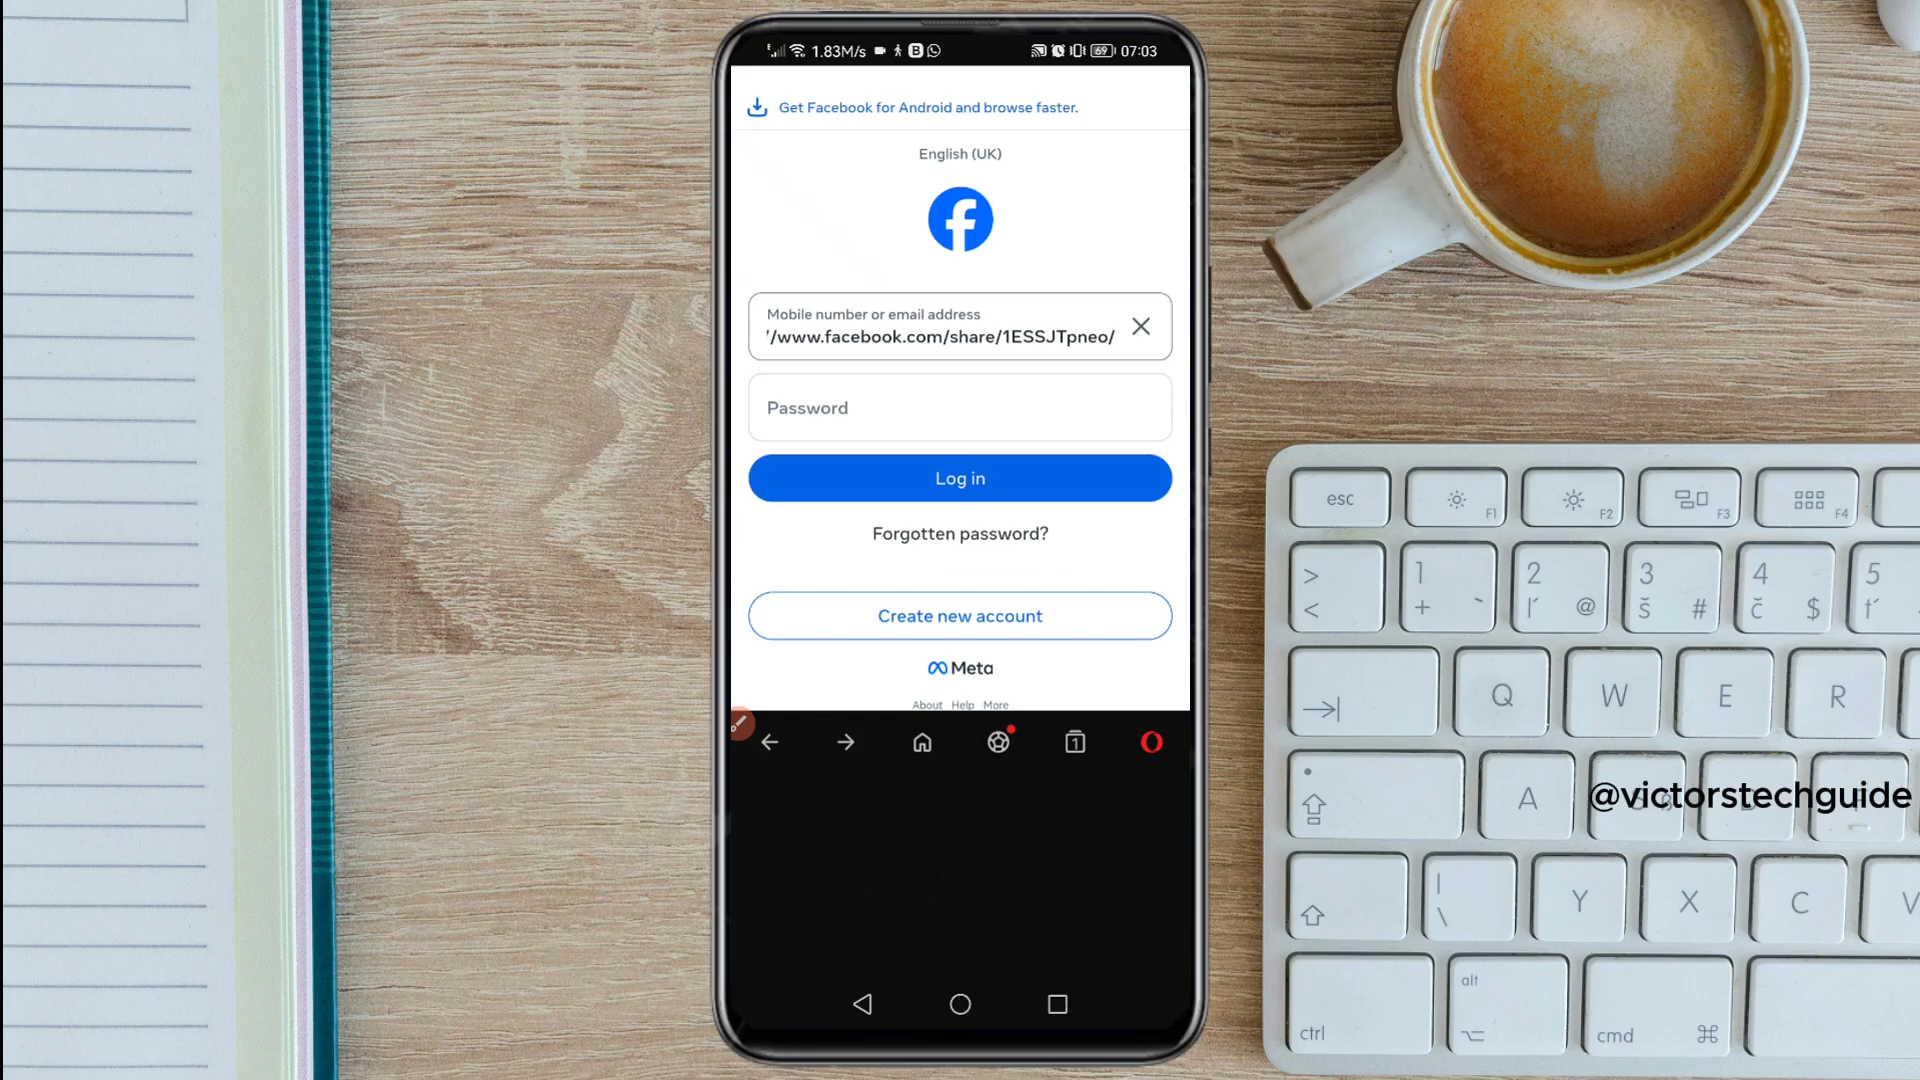 1.83M/s
69
07:03
Get Facebook for Android and browse faster.
English (UK)
Mobile number or email address
'/www.facebook.com/share/1ESSJTpneo/
Password
Log in
Forgotten password?
Create new account
Meta
About Help More
1
@victorstechguide
esc
F1
F2
F3
F4
>
<
1
+
2
@
3
š #
4
č $
5
Q
W
E
R
A
Y
X
C
V
ctrl
alt
cmd ⌘